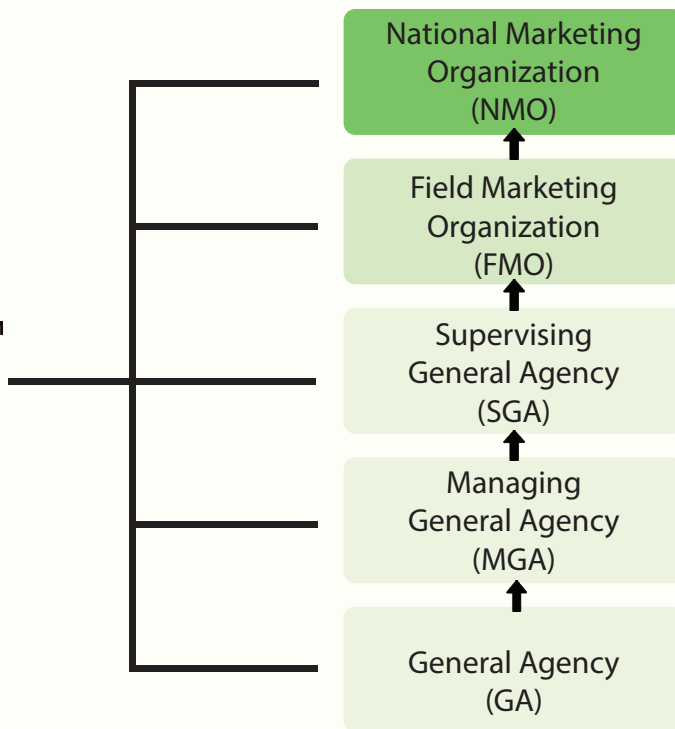 National Marketing
Organization
(NMO)
Field Marketing
Organization
(FMO)
Supervising
General Agency
(SGA)
Managing
General Agency
(MGA)
General Agency
(GA)